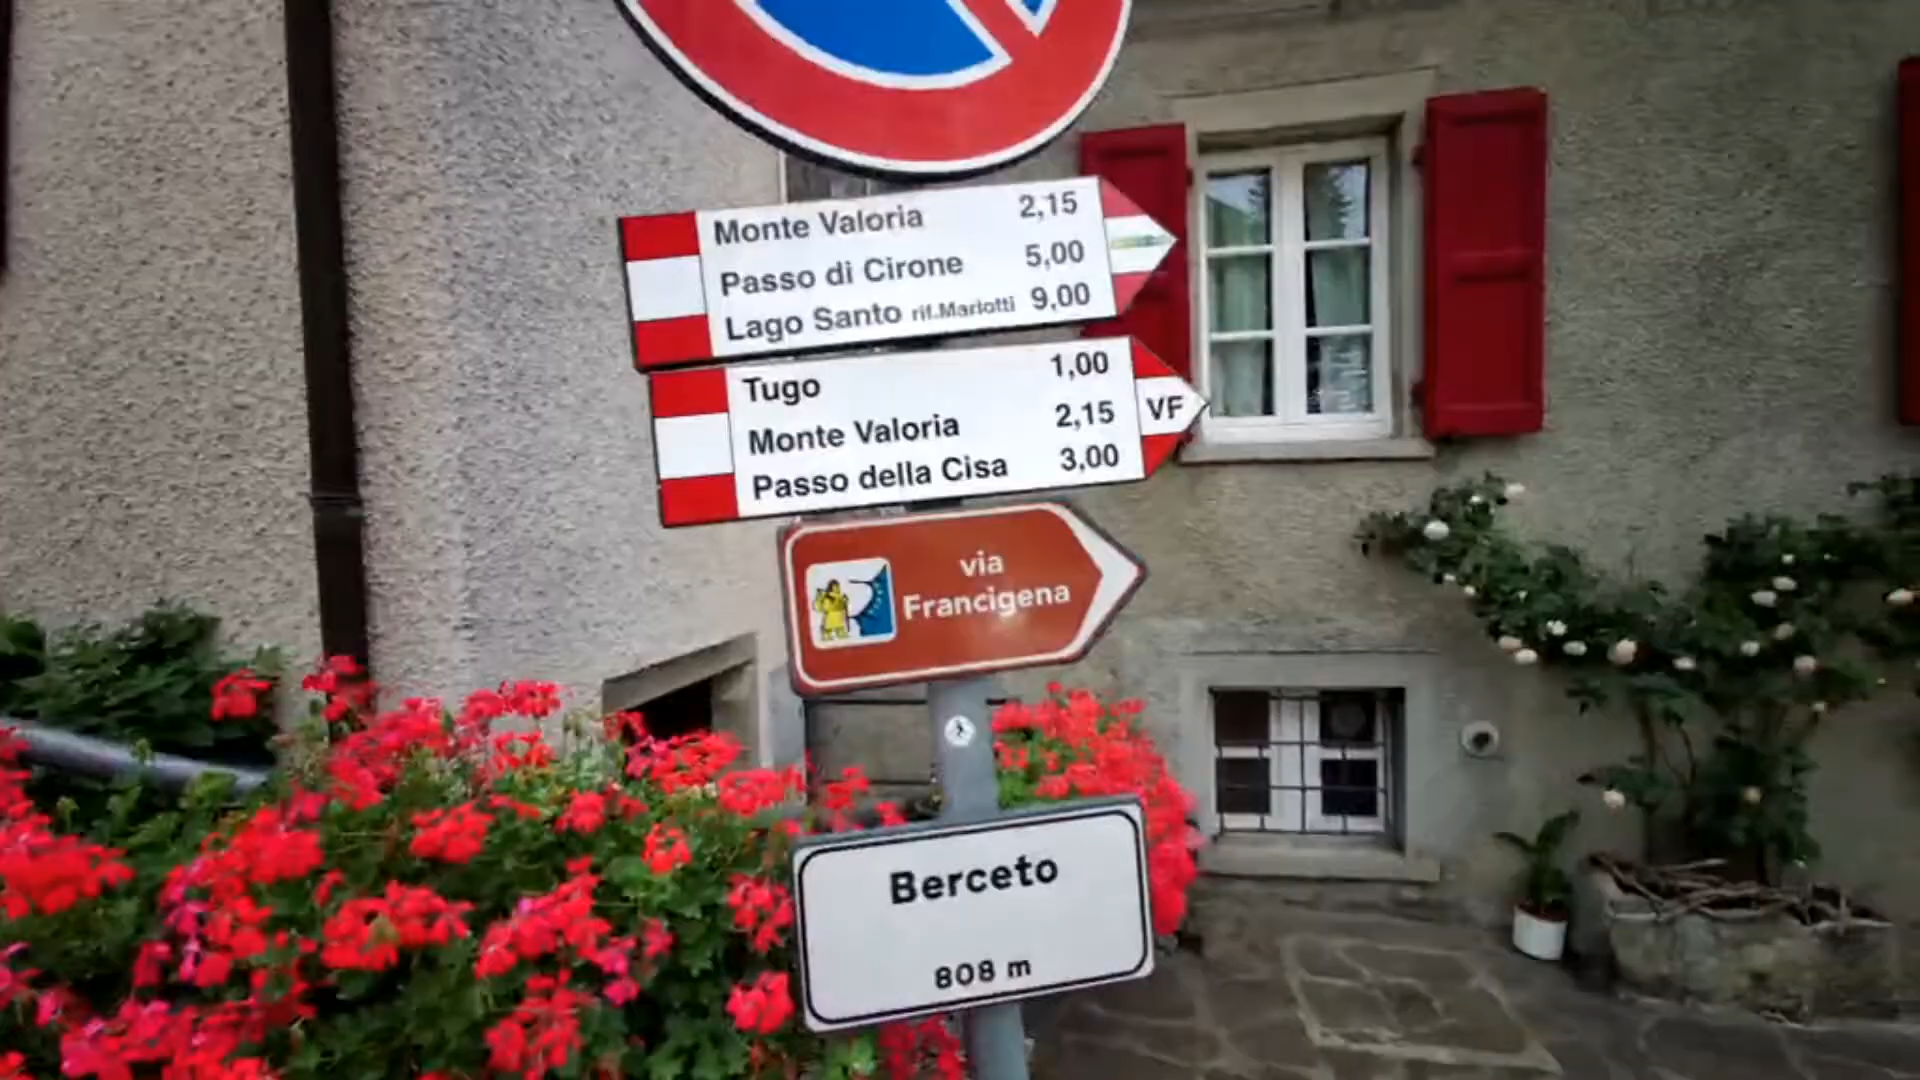 Monte Valoria 2,15
Passo di Cirone 5,00
Lago Santo rif.Mariotti 9,00
Tugo 1,00
Monte Valoria 2,15
Passo della Cisa 3,00
VF
via
Francigena
Berceto
808 m